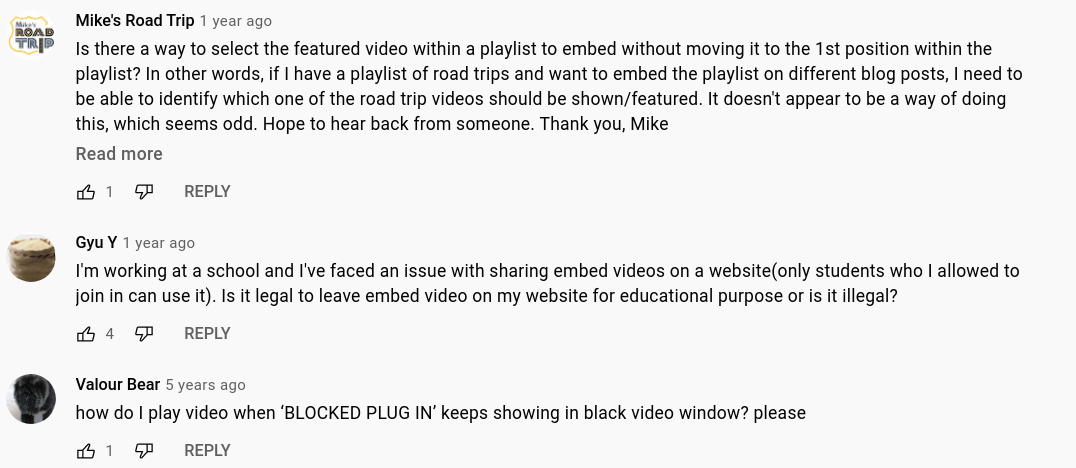 Mike's
ROAD
TRIP
Mike's Road Trip 1 year ago
Is there a way to select the featured video within a playlist to embed without moving it to the 1st position within the
playlist? In other words, if I have a playlist of road trips and want to embed the playlist on different blog posts, I need to
be able to identify which one of the road trip videos should be shown/featured. It doesn't appear to be a way of doing
this, which seems odd. Hope to hear back from someone. Thank you, Mike
Read more
1 REPLY
Gyu Y 1 year ago
I'm working at a school and I've faced an issue with sharing embed videos on a website(only students who I allowed to
join in can use it). Is it legal to leave embed video on my website for educational purpose or is it illegal?
4 REPLY
Valour Bear 5 years ago
how do I play video when ‘BLOCKED PLUG IN’ keeps showing in black video window? please
1 REPLY